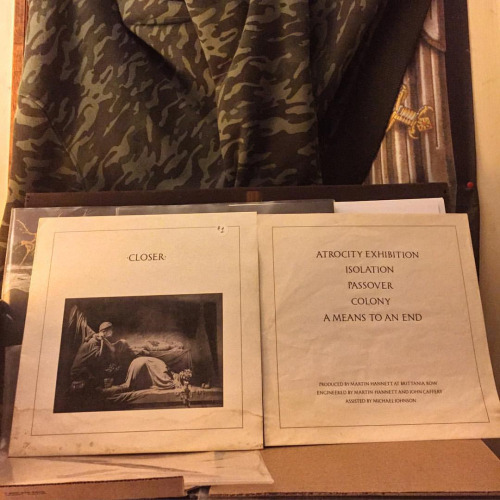 ·CLOSER·
ATROCITY EXHIBITION
ISOLATION
PASSOVER
COLONY
A MEANS TO AN END
PRODUCED BY MARTIN HANNETT AT BRITTANIA ROW
ENGINEERED BY MARTIN HANNETT AND JOHN CAFFERY
ASSISTED BY MICHAEL JOHNSON